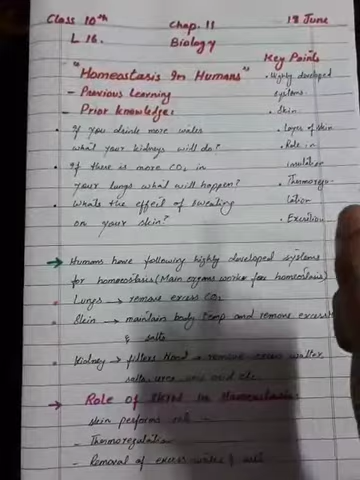 Class 10th Chap. 11 18 June
L 16. Biology
"Homeostasis In Humans"
- Previous Learning
- Prior Knowledge:
• If you drink more water
what your kidneys will do?
• If there is more CO2 in
your lungs what will happen?
• Whats the effect of sweating
on your skin?
Key Points
• Highly developed
systems
• Skin
• Layers of skin
• Role in
insulation
• Thermoregu-
lation
• Excretion
→ Humans have following highly developed systems
for homeostasis (Main organs work for homeostasis)
• Lungs → remove excess CO2
• Skin → maintain body temp and remove excess
& salts
• Kidney → filters blood & remove excess water,
salts, urea, uric acid etc.
→ Role of Skin in Homeostasis:
Skin performs role -
- Thermoregulation
- Removal of excess water & salt